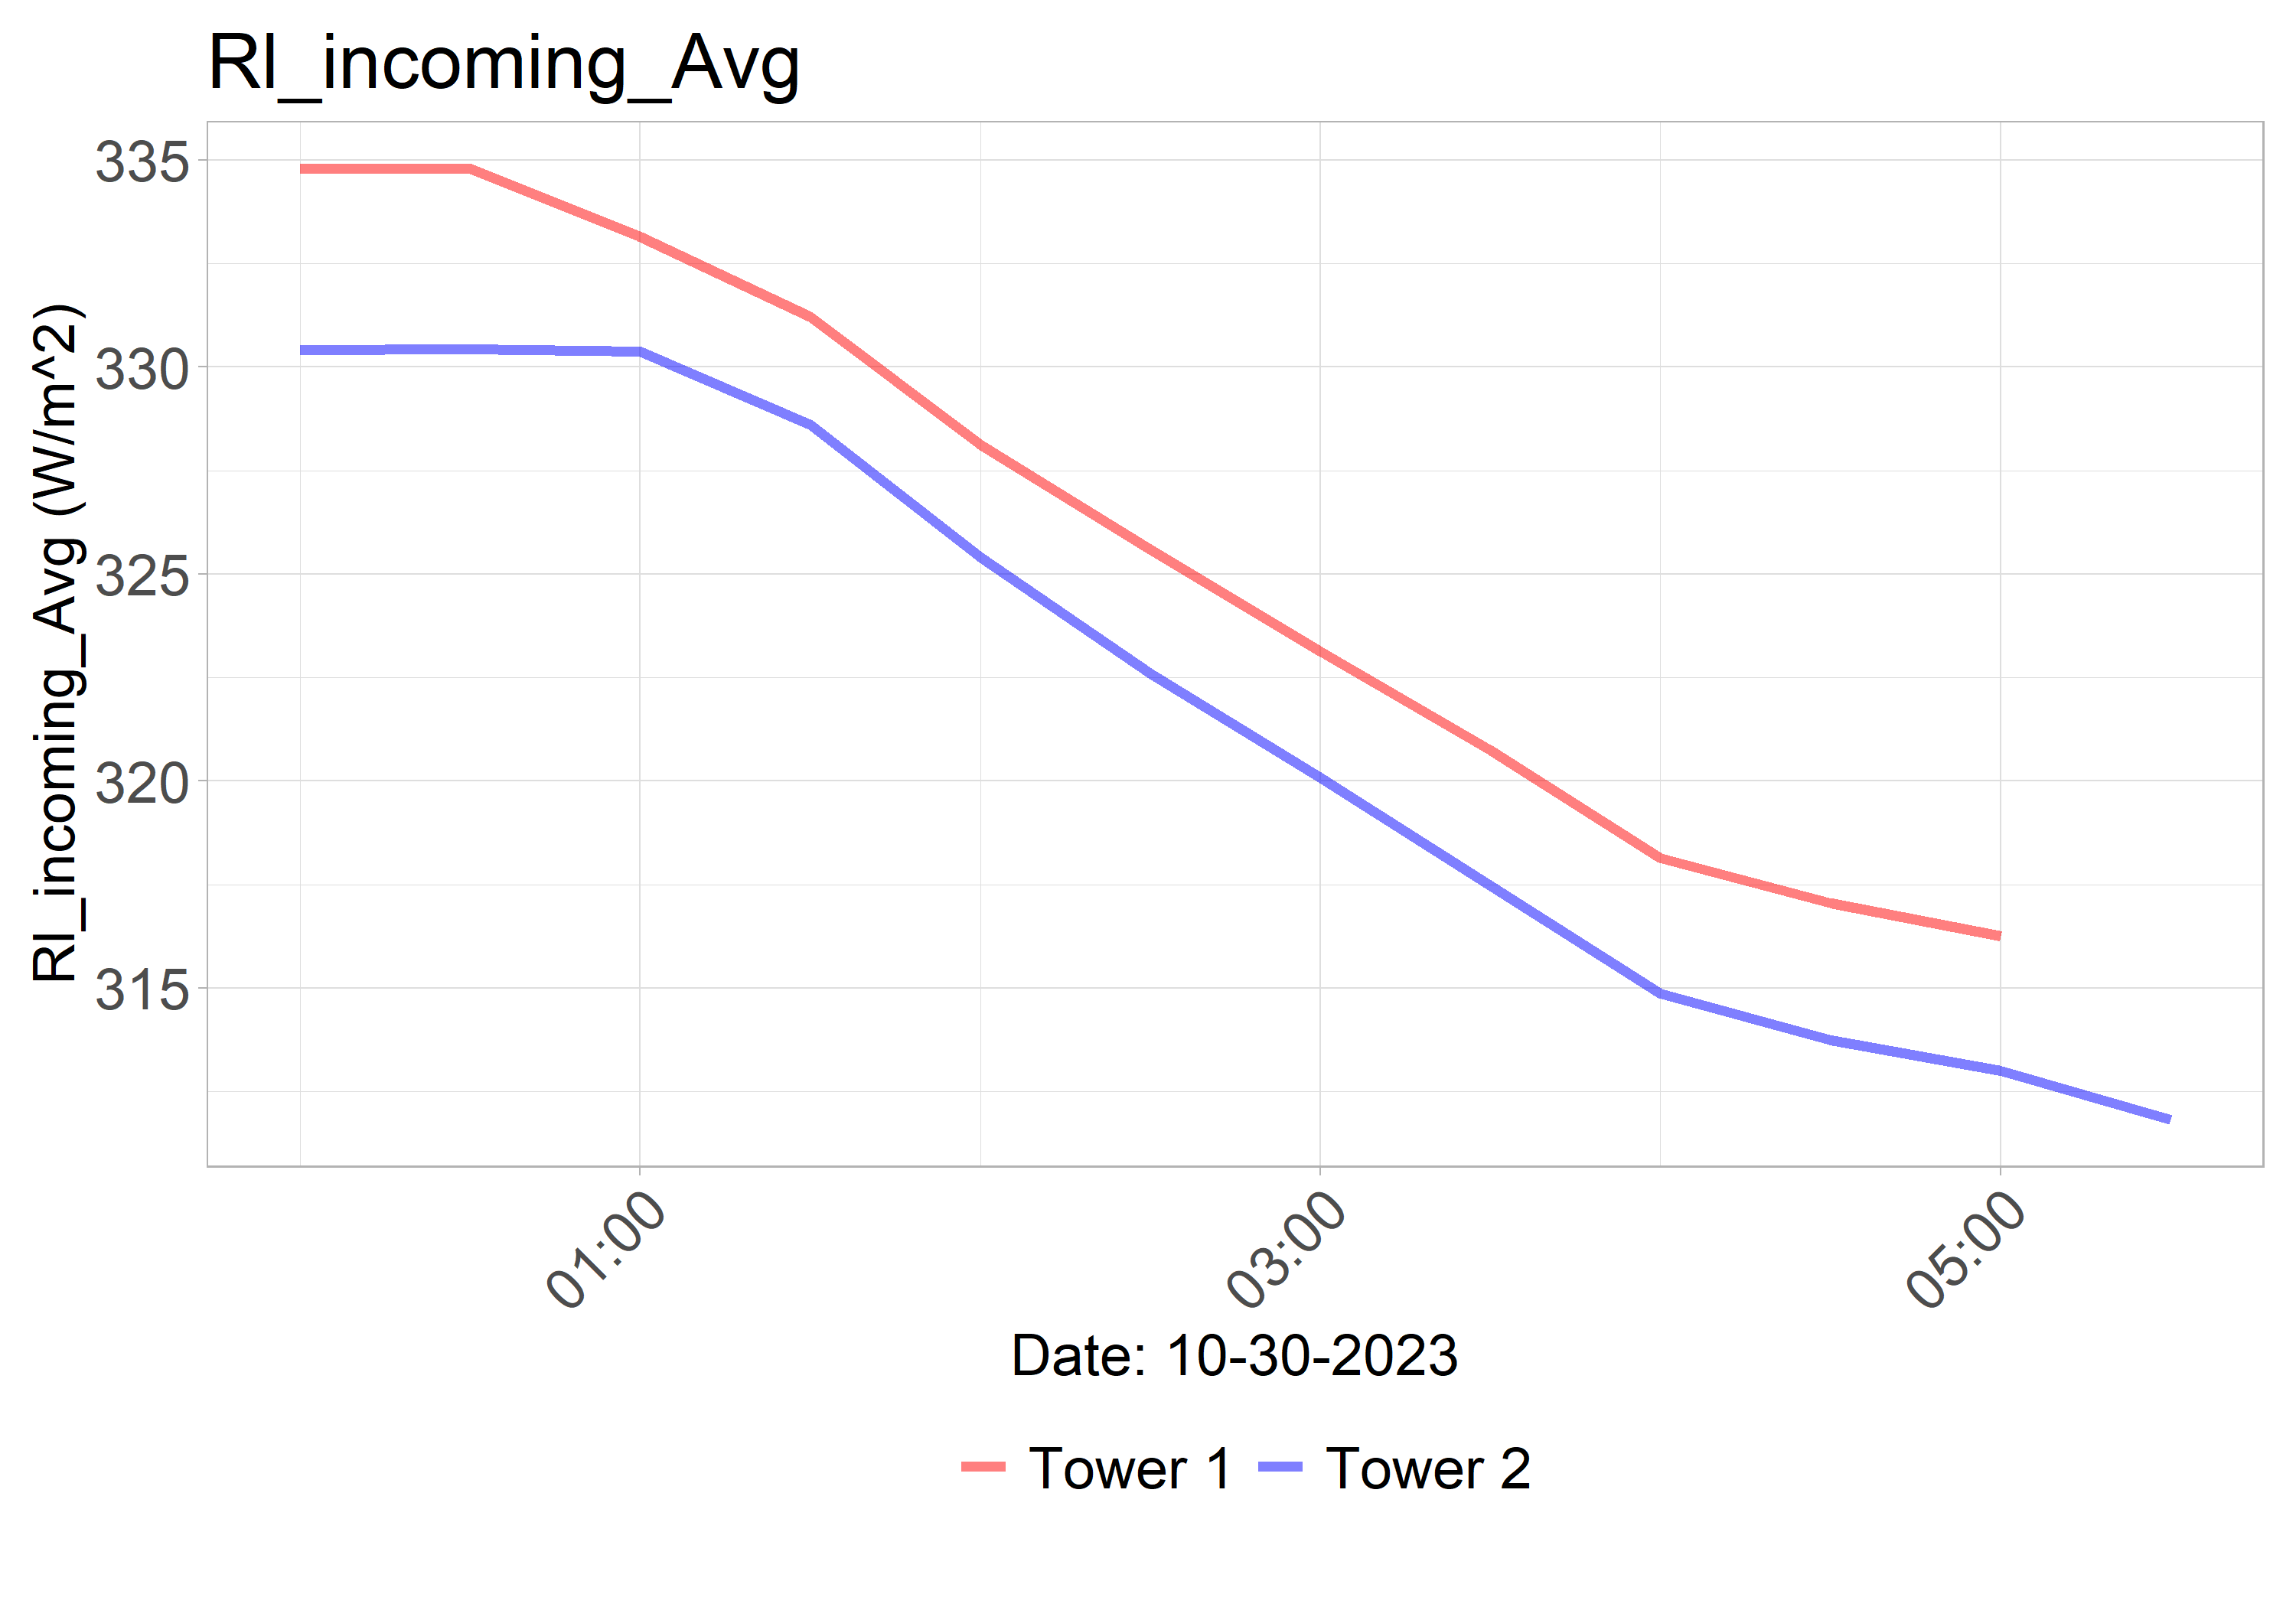 Rl_incoming_Avg
Rl_incoming_Avg (W/m^2)
335
330
325
320
315
01:00
03:00
05:00
Date: 10-30-2023
Tower 1
Tower 2